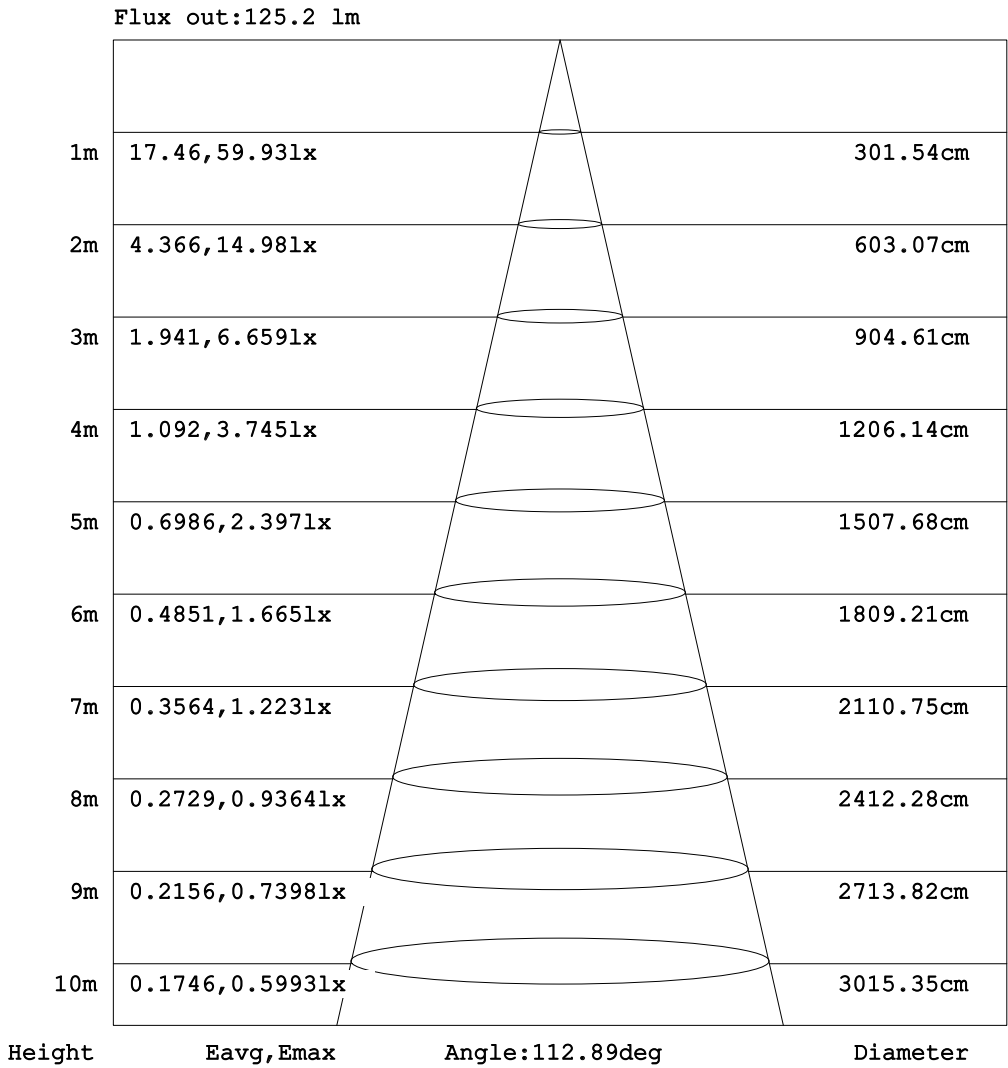 Flux out:125.2 lm
1m 17.46,59.93lx 301.54cm
2m 4.366,14.98lx 603.07cm
3m 1.941,6.659lx 904.61cm
4m 1.092,3.745lx 1206.14cm
5m 0.6986,2.397lx 1507.68cm
6m 0.4851,1.665lx 1809.21cm
7m 0.3564,1.223lx 2110.75cm
8m 0.2729,0.9364lx 2412.28cm
9m 0.2156,0.7398lx 2713.82cm
10m 0.1746,0.5993lx 3015.35cm
Height Eavg,Emax Angle:112.89deg Diameter